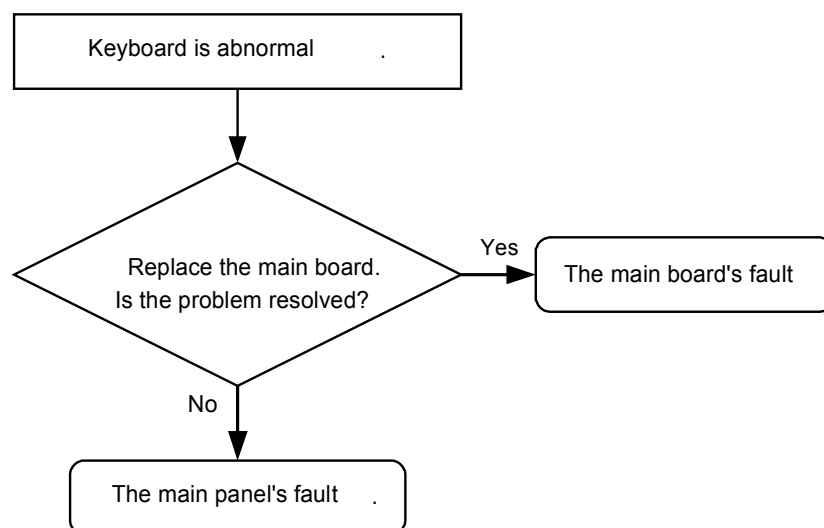 Keyboard is abnormal .
Replace the main board.
Is the problem resolved?
Yes
The main board's fault
No
The main panel's fault .